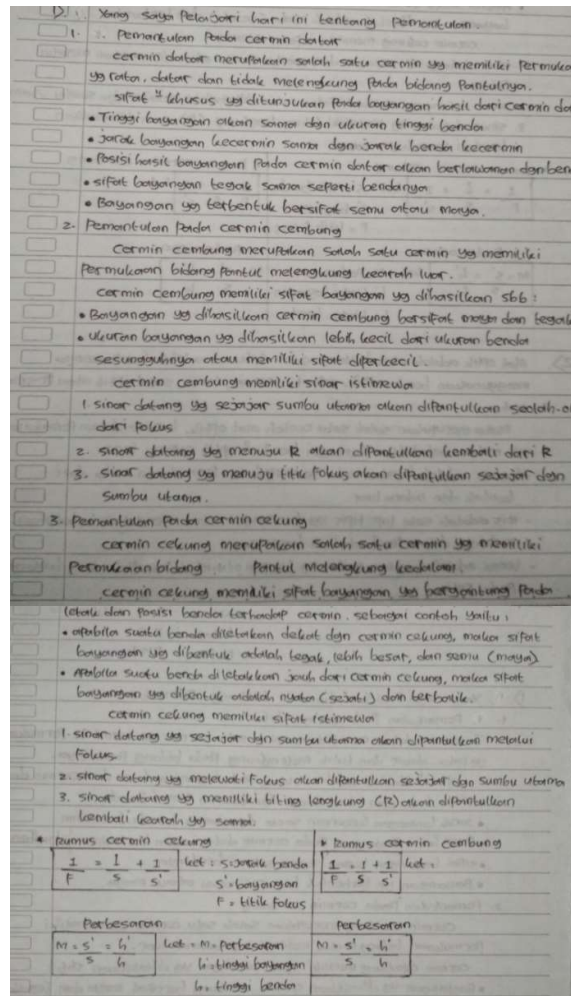 D. Yang saya Pelajari hari ini tentang pemantulan.
1. : Pemantulan Pada cermin datar
cermin datar merupakan salah satu cermin yg memiliki Permuka
yg rata, datar dan tidak melengkung Pada bidang Pantulnya.
sifat " khusus yg ditunjukan Pada bayangan hasil dari cermin da
• Tinggi bayangan akan sama dgn ukuran tinggi benda
• Jarak bayangan kecermin sama dgn Jarak benda kecermin
• Posisi hasil bayangan Pada cermin datar akan berlawanan dgn ben
• sifat bayangan tegak sama seperti bendanya
• Bayangan yg terbentuk bersifat semu atau maya.
2. Pemantulan Pada cermin cembung
cermin cembung merupakan salah satu cermin yg memiliki
Permukaan bidang Pantul melengkung kearah luar.
cermin cembung memiliki sifat bayangan yg dihasilkan sbb :
• Bayangan yg dihasilkan cermin cembung bersifat maya dan tegak
• ukuran bayangan yg dihasilkan lebih kecil dari ukuran benda
sesungguhnya atau memiliki sifat diperkecil.
cermin cembung memiliki sinar istimewa
1. sinar datang yg sejajar sumbu utama akan dipantulkan seolah-o
dari fokus
2. sinar datang yg menuju R akan dipantulkan kembali dari R
3. sinar datang yg menuju titik fokus akan dipantulkan sejajar dgn
sumbu utama.
3. Pemantulan Pada cermin cekung
cermin cekung merupakan salah satu cermin yg memiliki
Permukaan bidang Pantul Melengkung kedalam.
cermin cekung memiliki sifat bayangan yg bergantung Pada
letak dan Posisi benda terhadap cermin. sebagai contoh yaitu :
• apabila suatu benda diletakan dekat dgn cermin cekung, maka sifat
bayangan yg dibentuk adalah tegak, lebih besar, dan semu (maya)
• Apabila suatu benda diletakkan jauh dari cermin cekung, maka sifat
bayangan yg dibentuk adalah nyata (sejati) dan terbalik.
cermin cekung memiliki sifat istimewa
1. sinar datang yg sejajar dgn sumbu utama akan dipantulkan melalui
Fokus
2. sinar datang yg melewati Fokus akan dipantulkan sejajar dgn sumbu utama
3. sinar datang yg memiliki titing lengkung (R) akan dipantulkan
kembali kearah yg sama.
* Rumus cermin cekung
1/F = 1/s + 1/s' ket : s : jarak benda
s' = bayangan
F = titik fokus
Perbesaran
M = s'/s = h'/h ket = M = Perbesaran
h' = tinggi bayangan
h = tinggi benda
* Rumus cermin cembung
1/F = 1/s + 1/s' ket :
Perbesaran
M = s'/s = h'/h